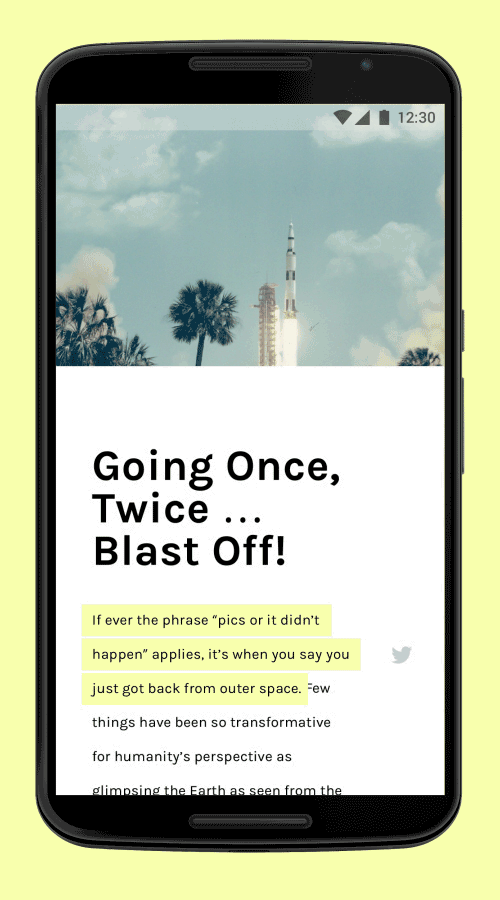 12:30
Going Once,
Twice ...
Blast Off!
If ever the phrase "pics or it didn't
happen" applies, it's when you say you
just got back from outer space. Few
things have been so transformative
for humanity's perspective as
glimpsing the Earth as seen from the